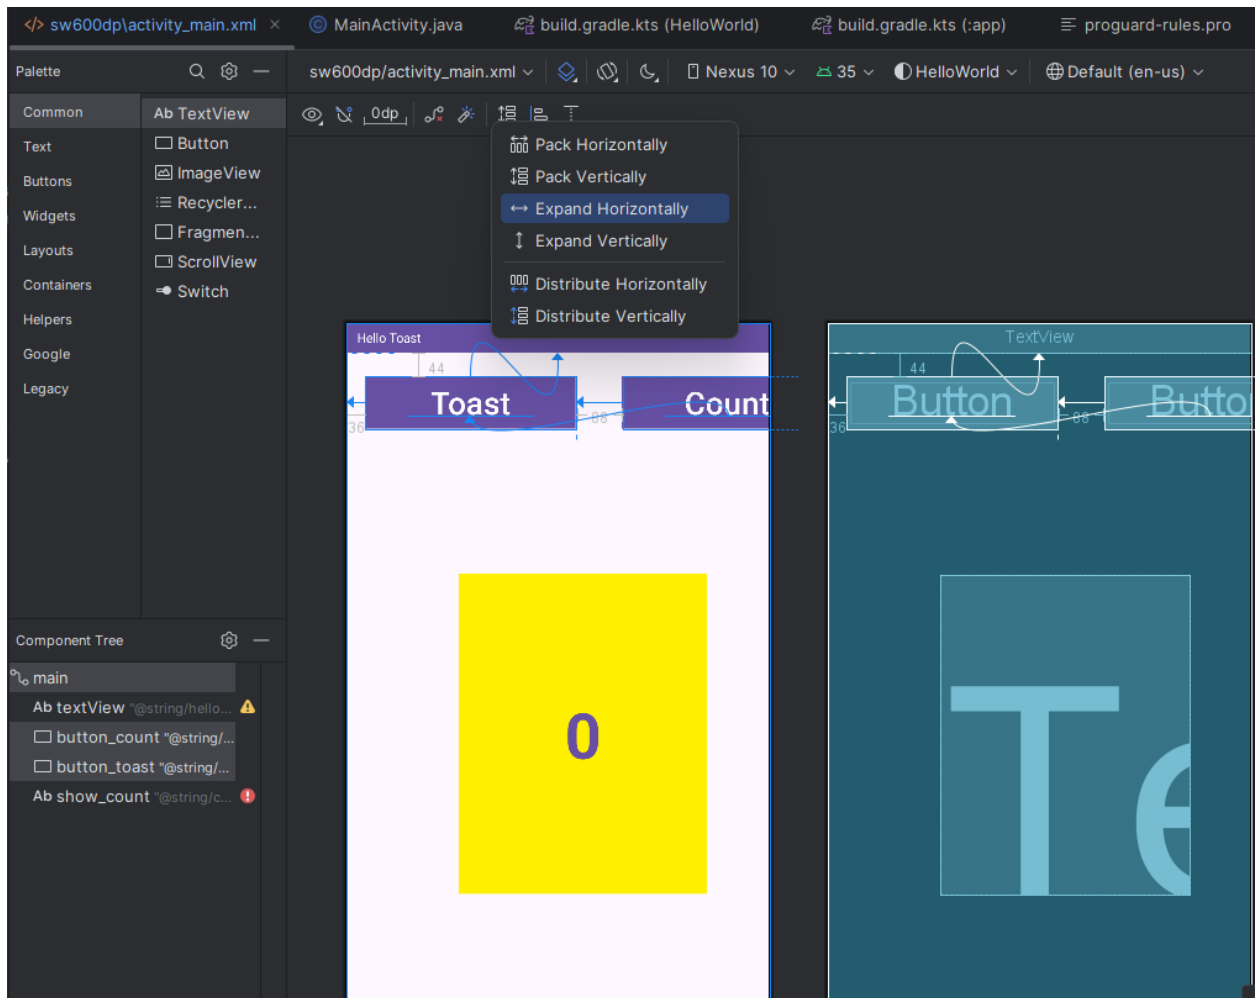 </> sw600dp\activity_main.xml × MainActivity.java build.gradle.kts (HelloWorld) build.gradle.kts (:app) proguard-rules.pro
Palette
sw600dp/activity_main.xml Nexus 10 35 HelloWorld Default (en-us)
Common
Text
Buttons
Widgets
Layouts
Containers
Helpers
Google
Legacy
Ab TextView
Button
ImageView
Recycler...
Fragmen...
ScrollView
Switch
0dp
Pack Horizontally
Pack Vertically
Expand Horizontally
Expand Vertically
Distribute Horizontally
Distribute Vertically
Hello Toast
44
Toast
Count
36
88
0
TextView
44
Button
Butto
36
88
Te
Component Tree
main
Ab textView "@string/hello...
button_count "@string/...
button_toast "@string/...
Ab show_count "@string/c...